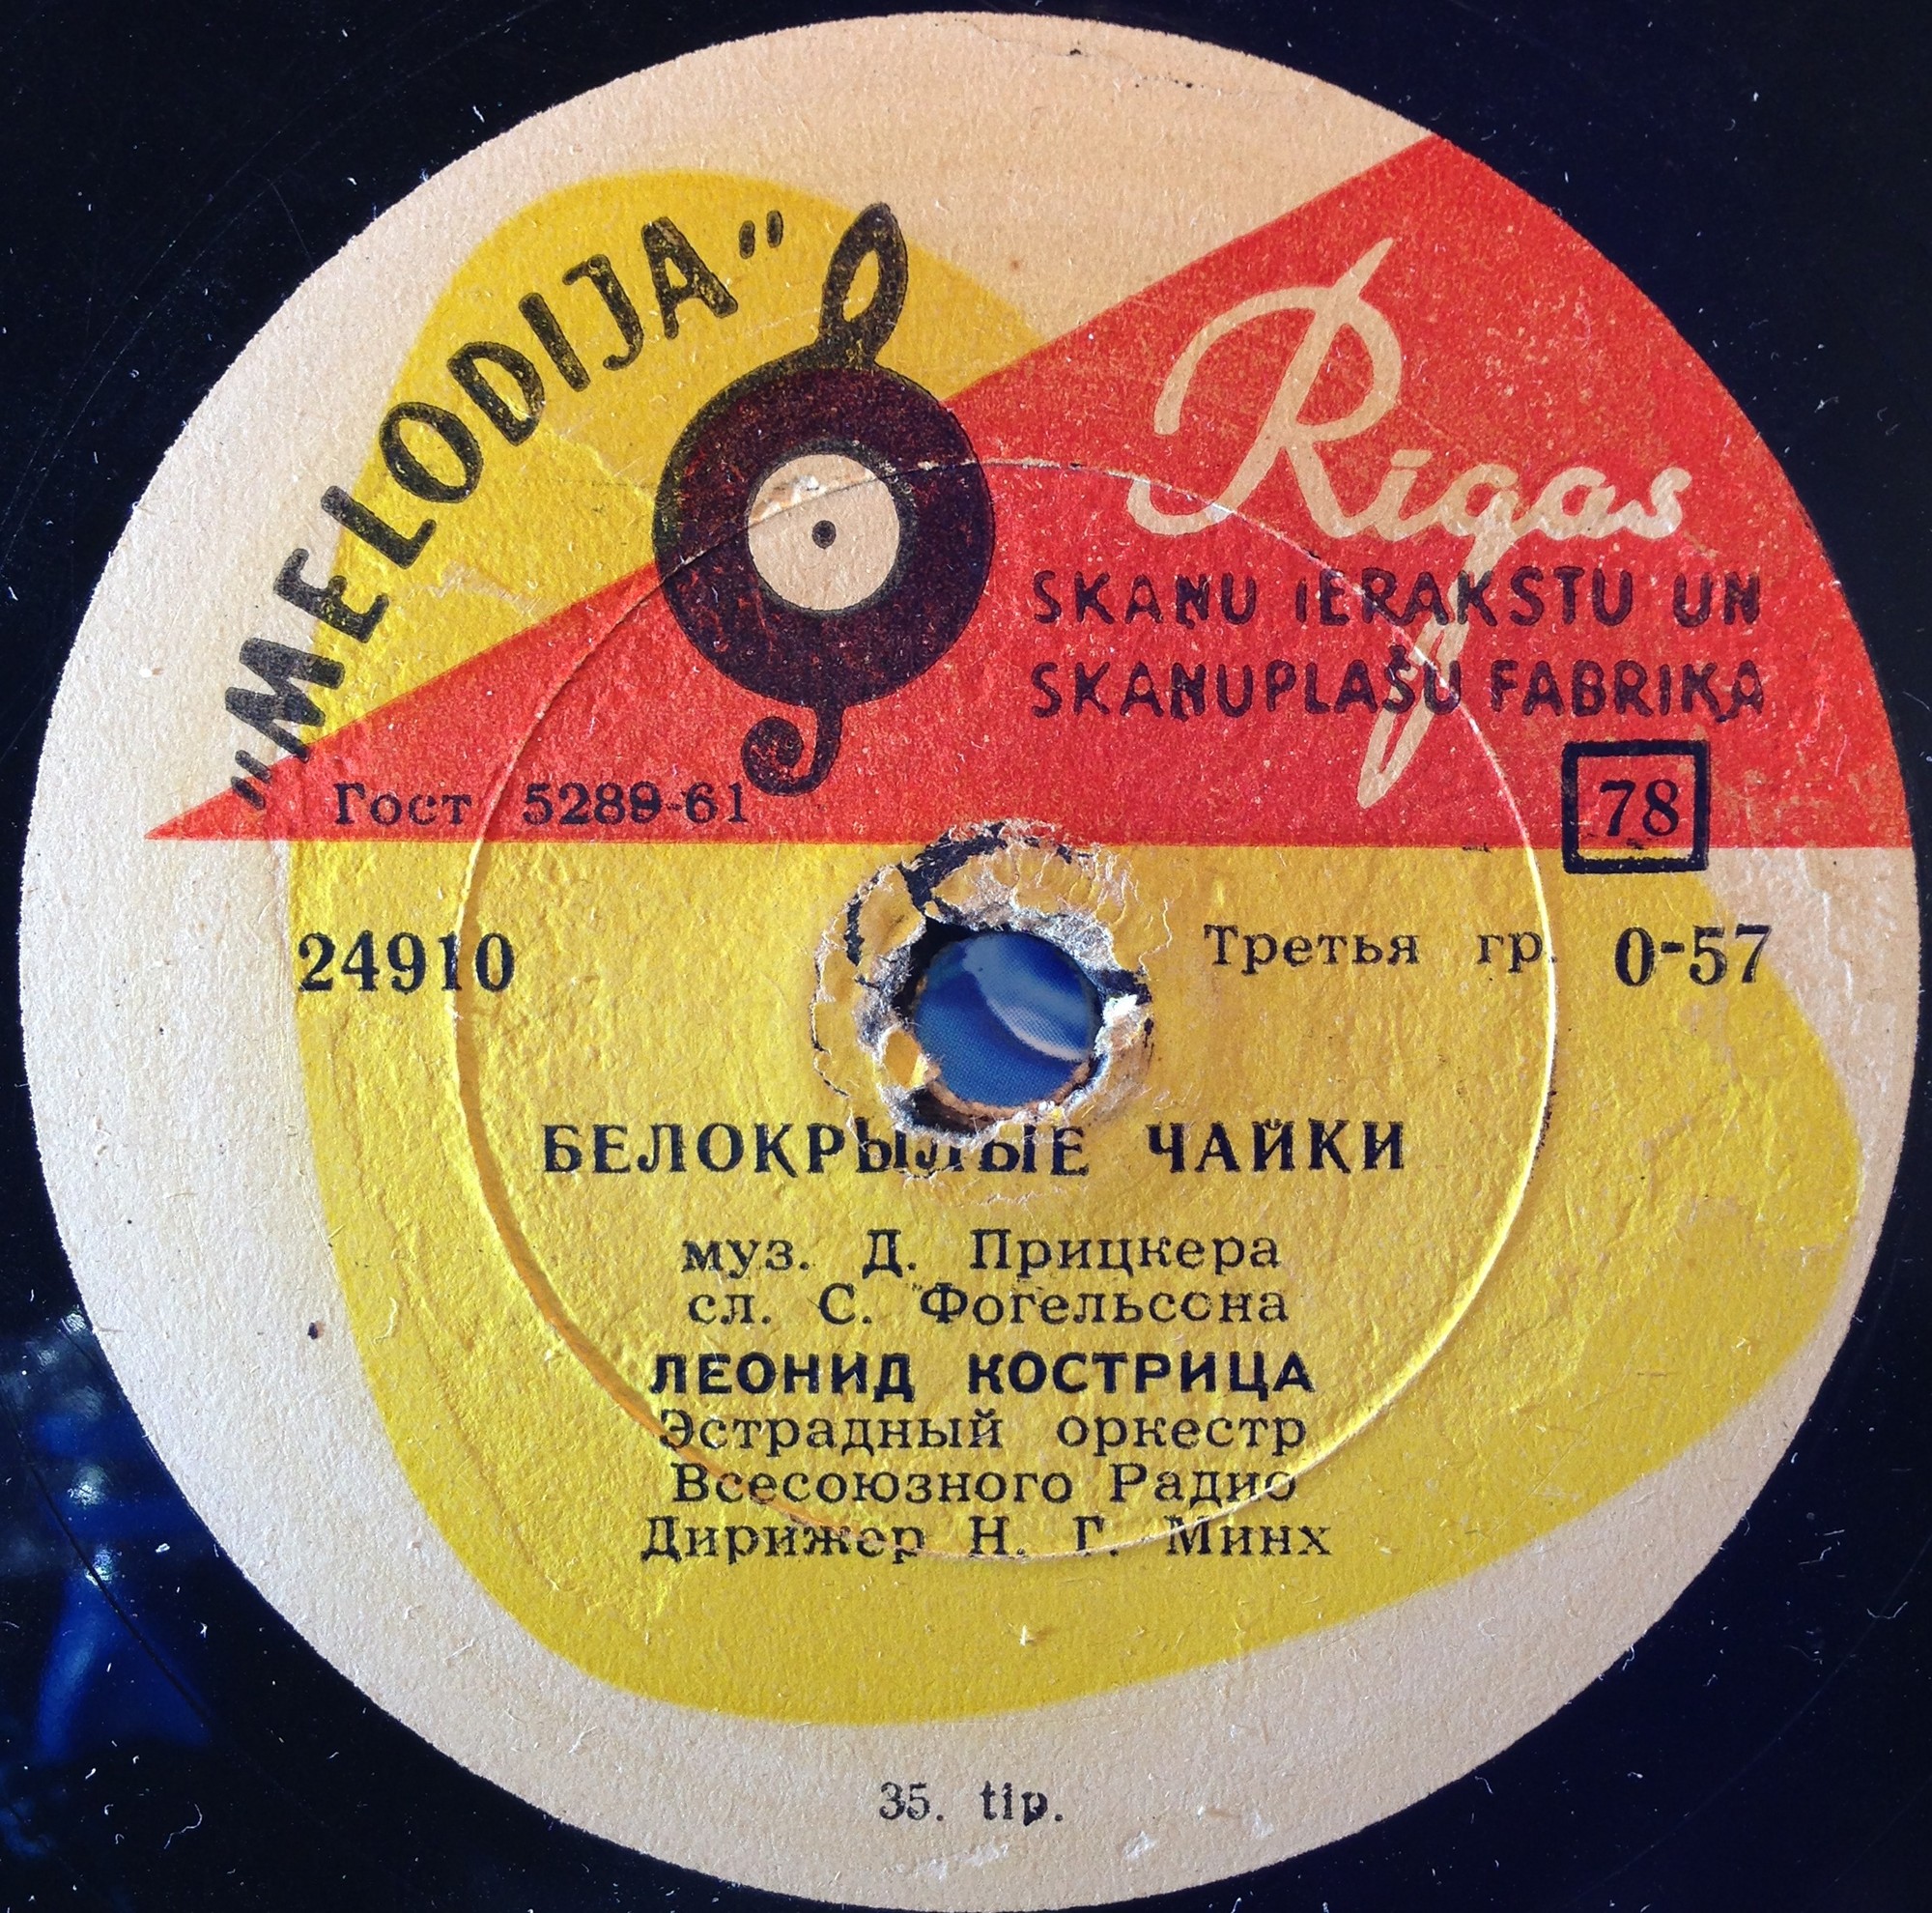 "MELODIJA"
Rigas
SKAŅU IERAKSTU UN
SKAŅUPLAŠU FABRIKA
Гост 5289-61
78
24910
Третья гр. 0-57
БЕЛОКРЫЛЫЕ ЧАЙКИ
муз. Д. Прицкера
сл. С. Фогельсона
ЛЕОНИД КОСТРИЦА
Эстрадный оркестр
Всесоюзного Радио
Дирижер Н. Г. Минх
35. tip.